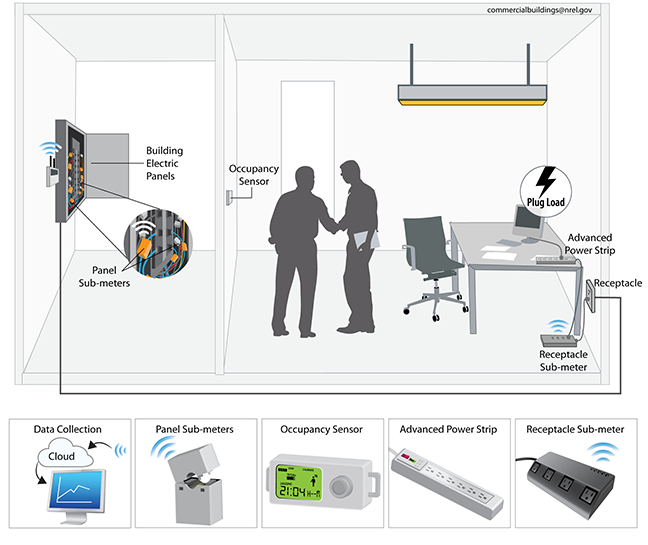 commercialbuildings@nrel.gov
Building
Electric
Panels
Occupancy
Sensor
Plug Load
Advanced
Power Strip
Panel
Sub-meters
Receptacle
Receptacle
Sub-meter
Data Collection
Panel Sub-meters
Occupancy Sensor
Advanced Power Strip
Receptacle Sub-meter
Cloud
21:04